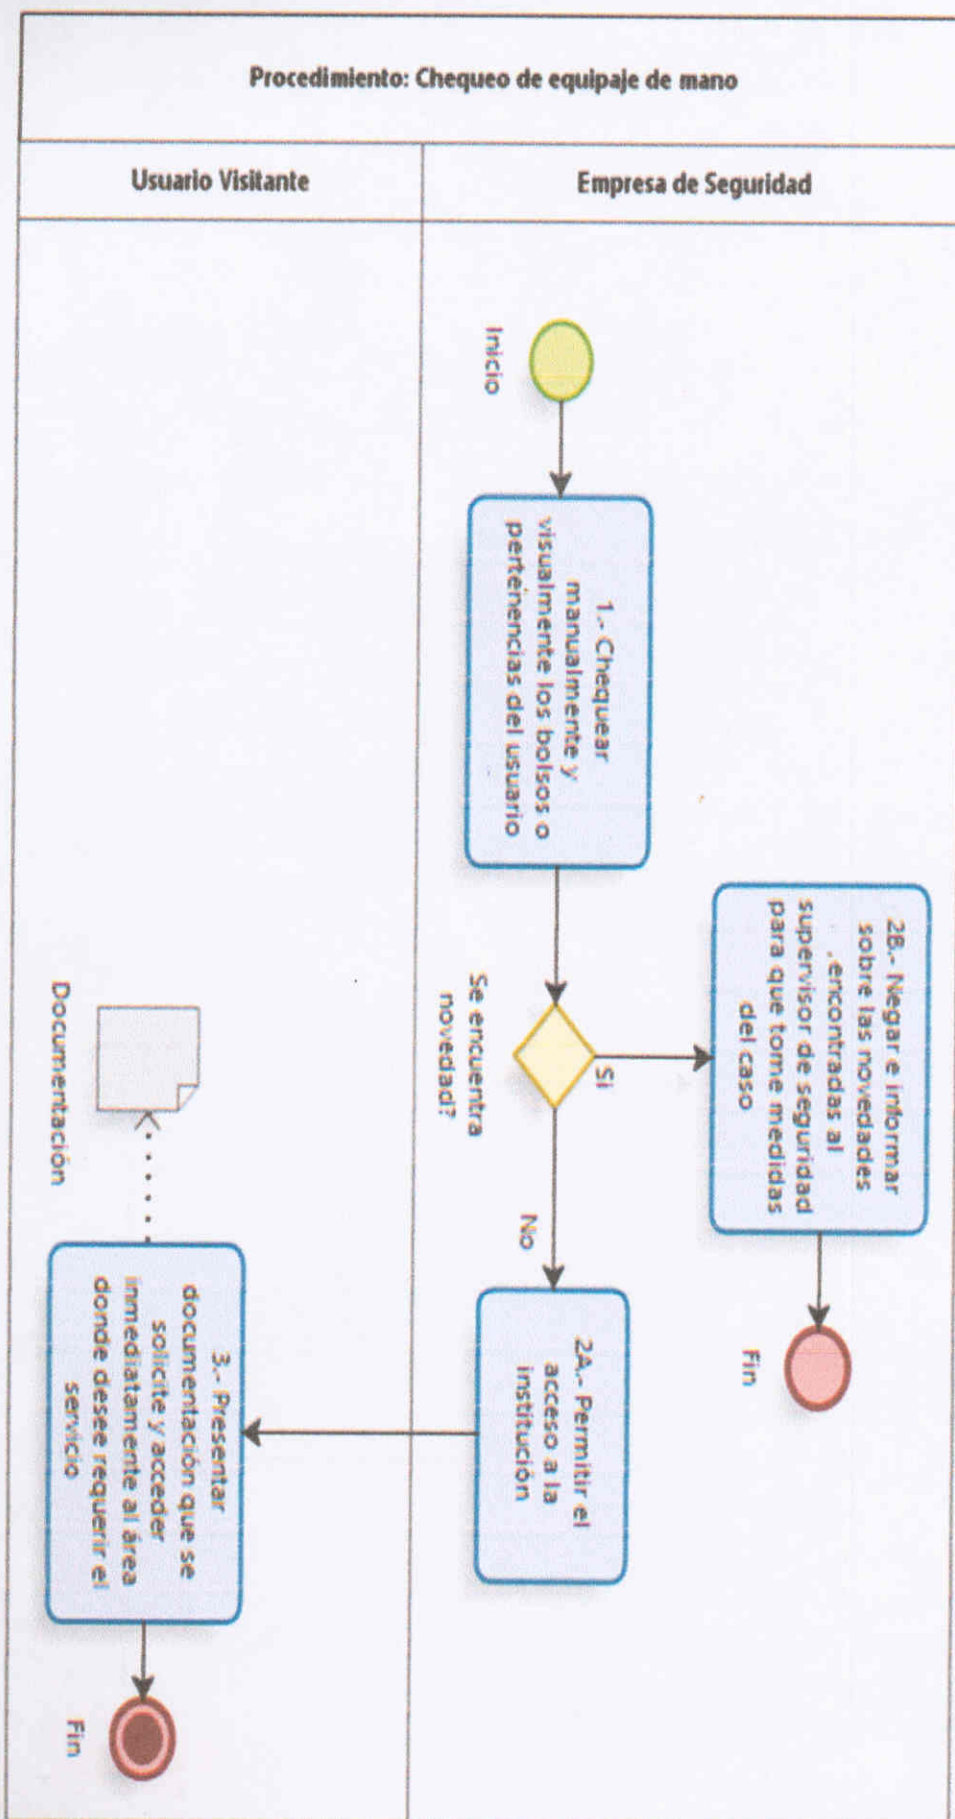 Procedimiento: Chequeo de equipaje de mano
Usuario Visitante
Empresa de Seguridad
Inicio
1.- Chequear
manualmente y
visualmente los bolsos o
pertenencias del usuario
Se encuentra
novedad?
Si
2B.- Negar e informar
sobre las novedades
,encontradas al
supervisor de seguridad
para que tome medidas
del caso
Fin
No
2A.- Permitir el
acceso a la
institución
3.- Presentar
documentación que se
solicite y acceder
inmediatamente al área
donde desee requerir el
servicio
Documentación
Fin